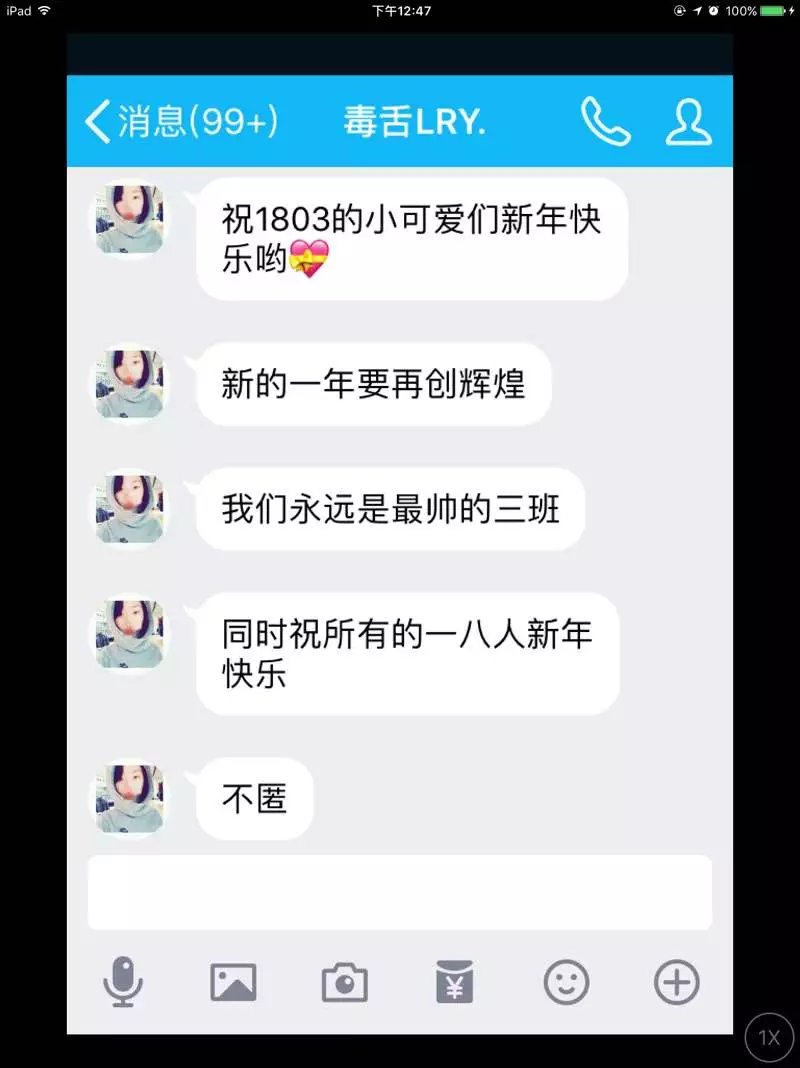 iPad 下午12:47 100%
消息(99+) 毒舌LRY.
祝1803的小可爱们新年快
乐哟💝
新的一年要再创辉煌
我们永远是最帅的三班
同时祝所有的一八人新年
快乐
不匿
¥
1X